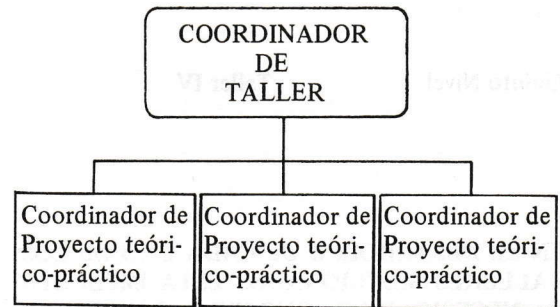 COORDINADOR
DE
TALLER
Coordinador de
Proyecto teóri-
co-práctico
Coordinador de
Proyecto teóri-
co-práctico
Coordinador de
Proyecto teóri-
co-práctico